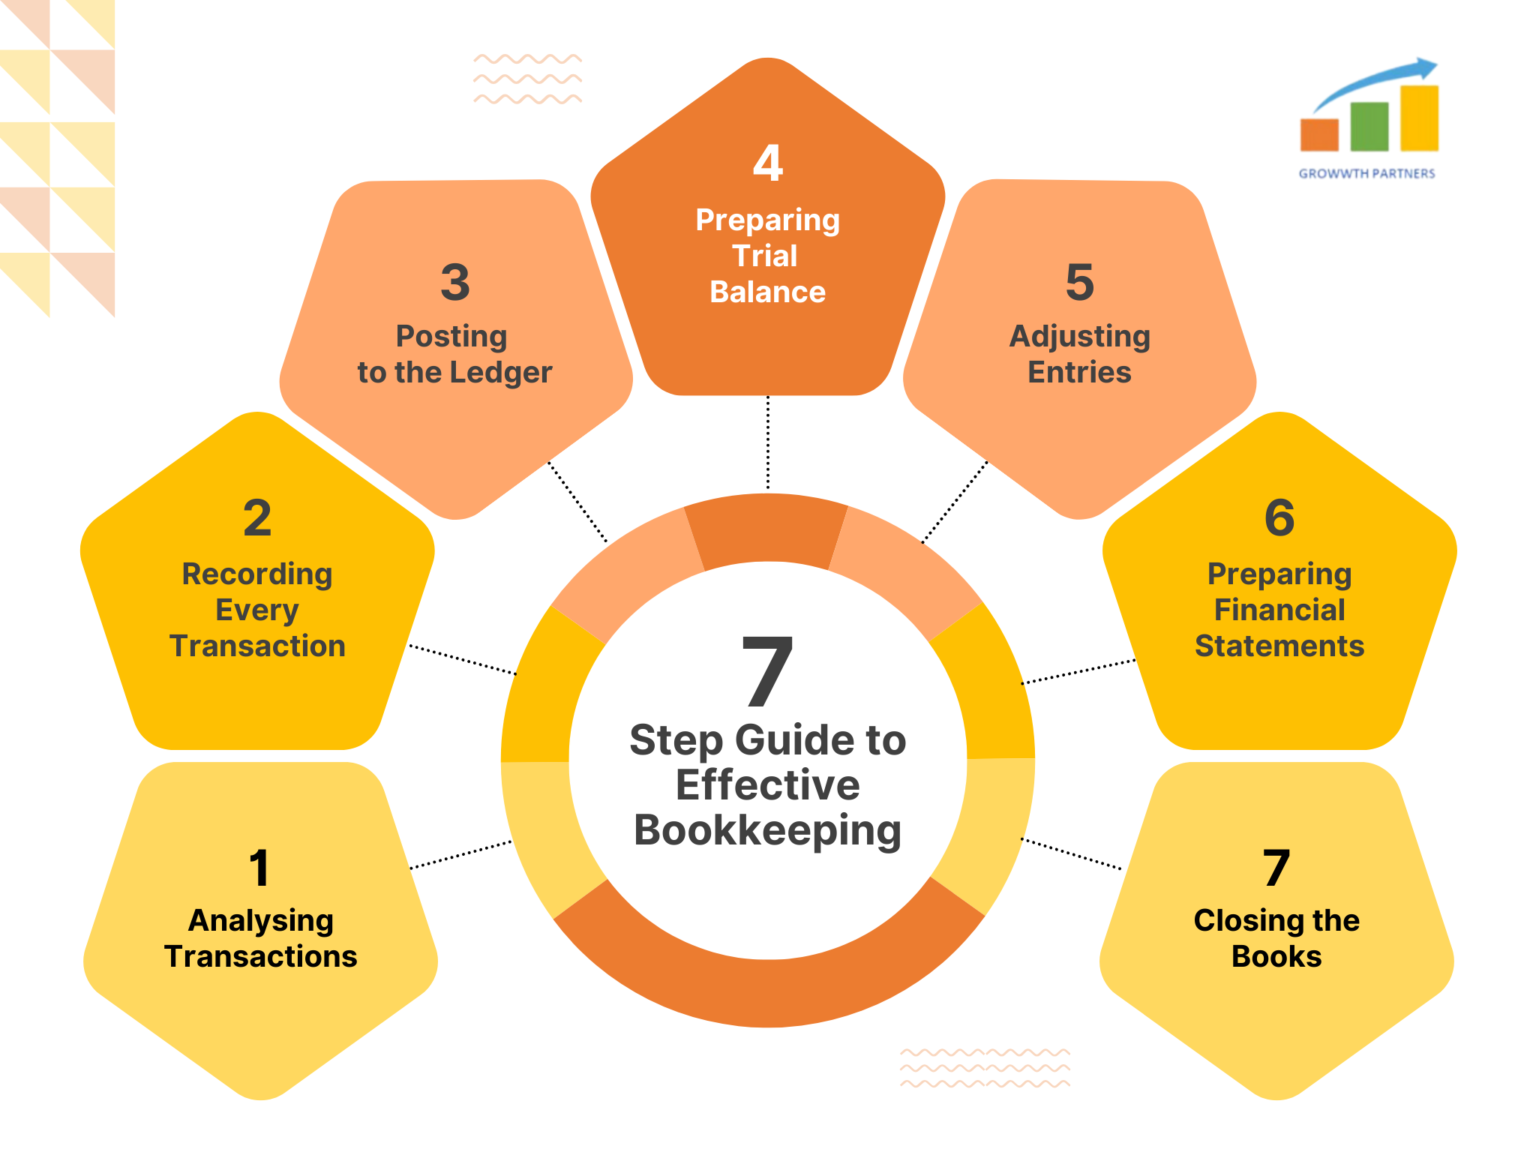 GROWWTH PARTNERS
7
Step Guide to
Effective
Bookkeeping
1
Analysing
Transactions
2
Recording
Every
Transaction
3
Posting
to the Ledger
4
Preparing
Trial
Balance
5
Adjusting
Entries
6
Preparing
Financial
Statements
7
Closing the
Books